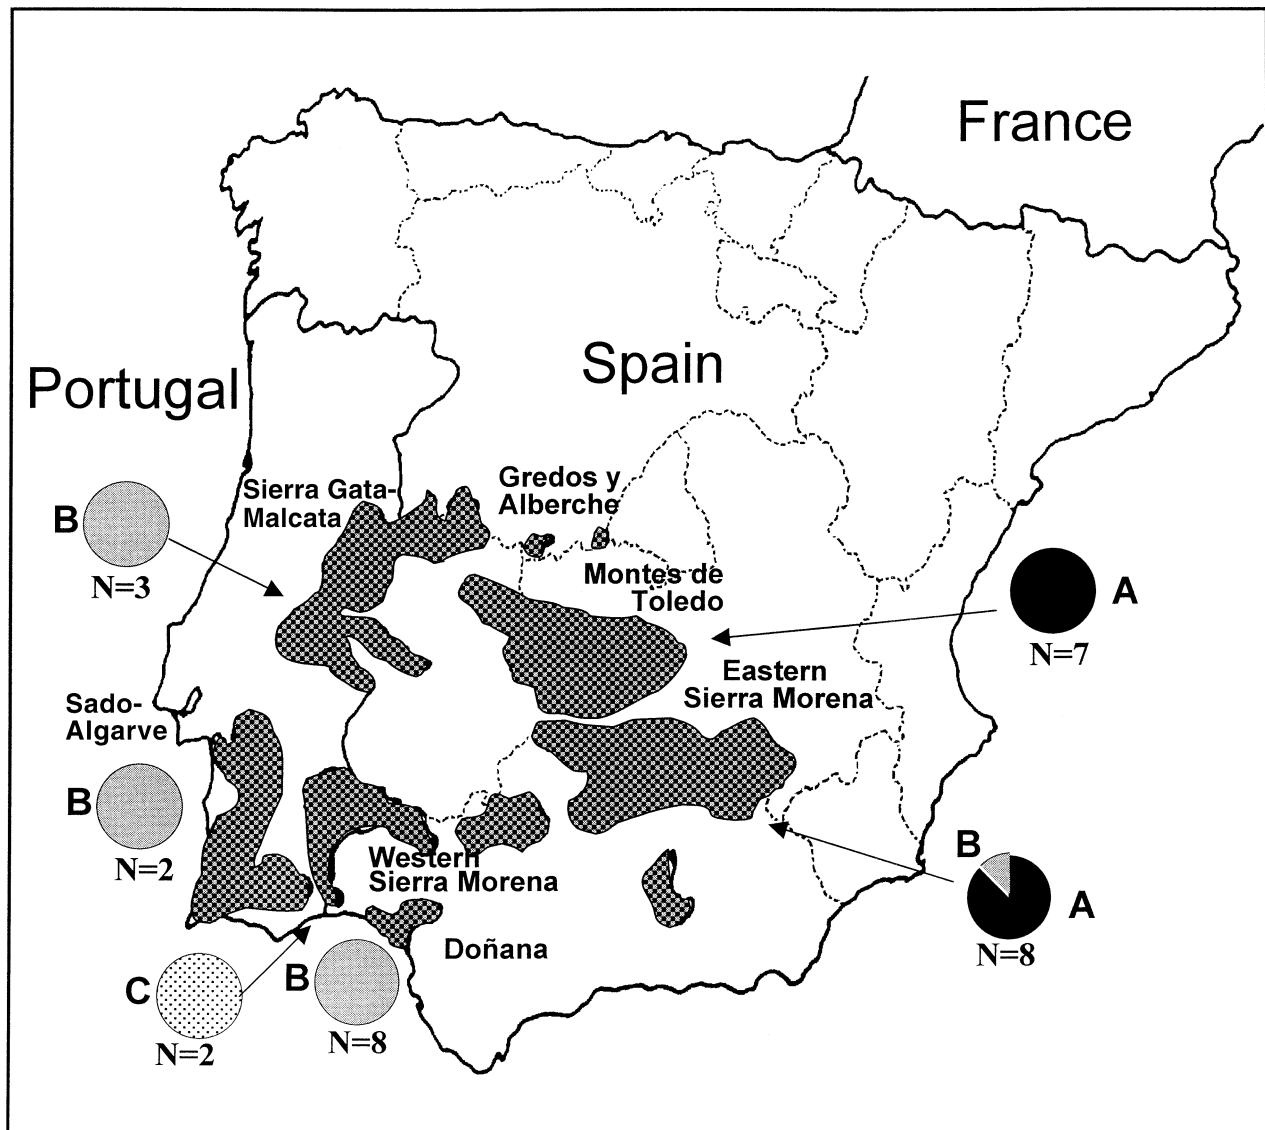 France
Spain
Portugal
Gredos y
Alberche
Sierra Gata-
Malcata
B
N=3
Montes de
Toledo
A
N=7
Eastern
Sierra Morena
Sado-
Algarve
B
N=2
Western
Sierra Morena
B
A
N=8
Doñana
C
N=2
B
N=8